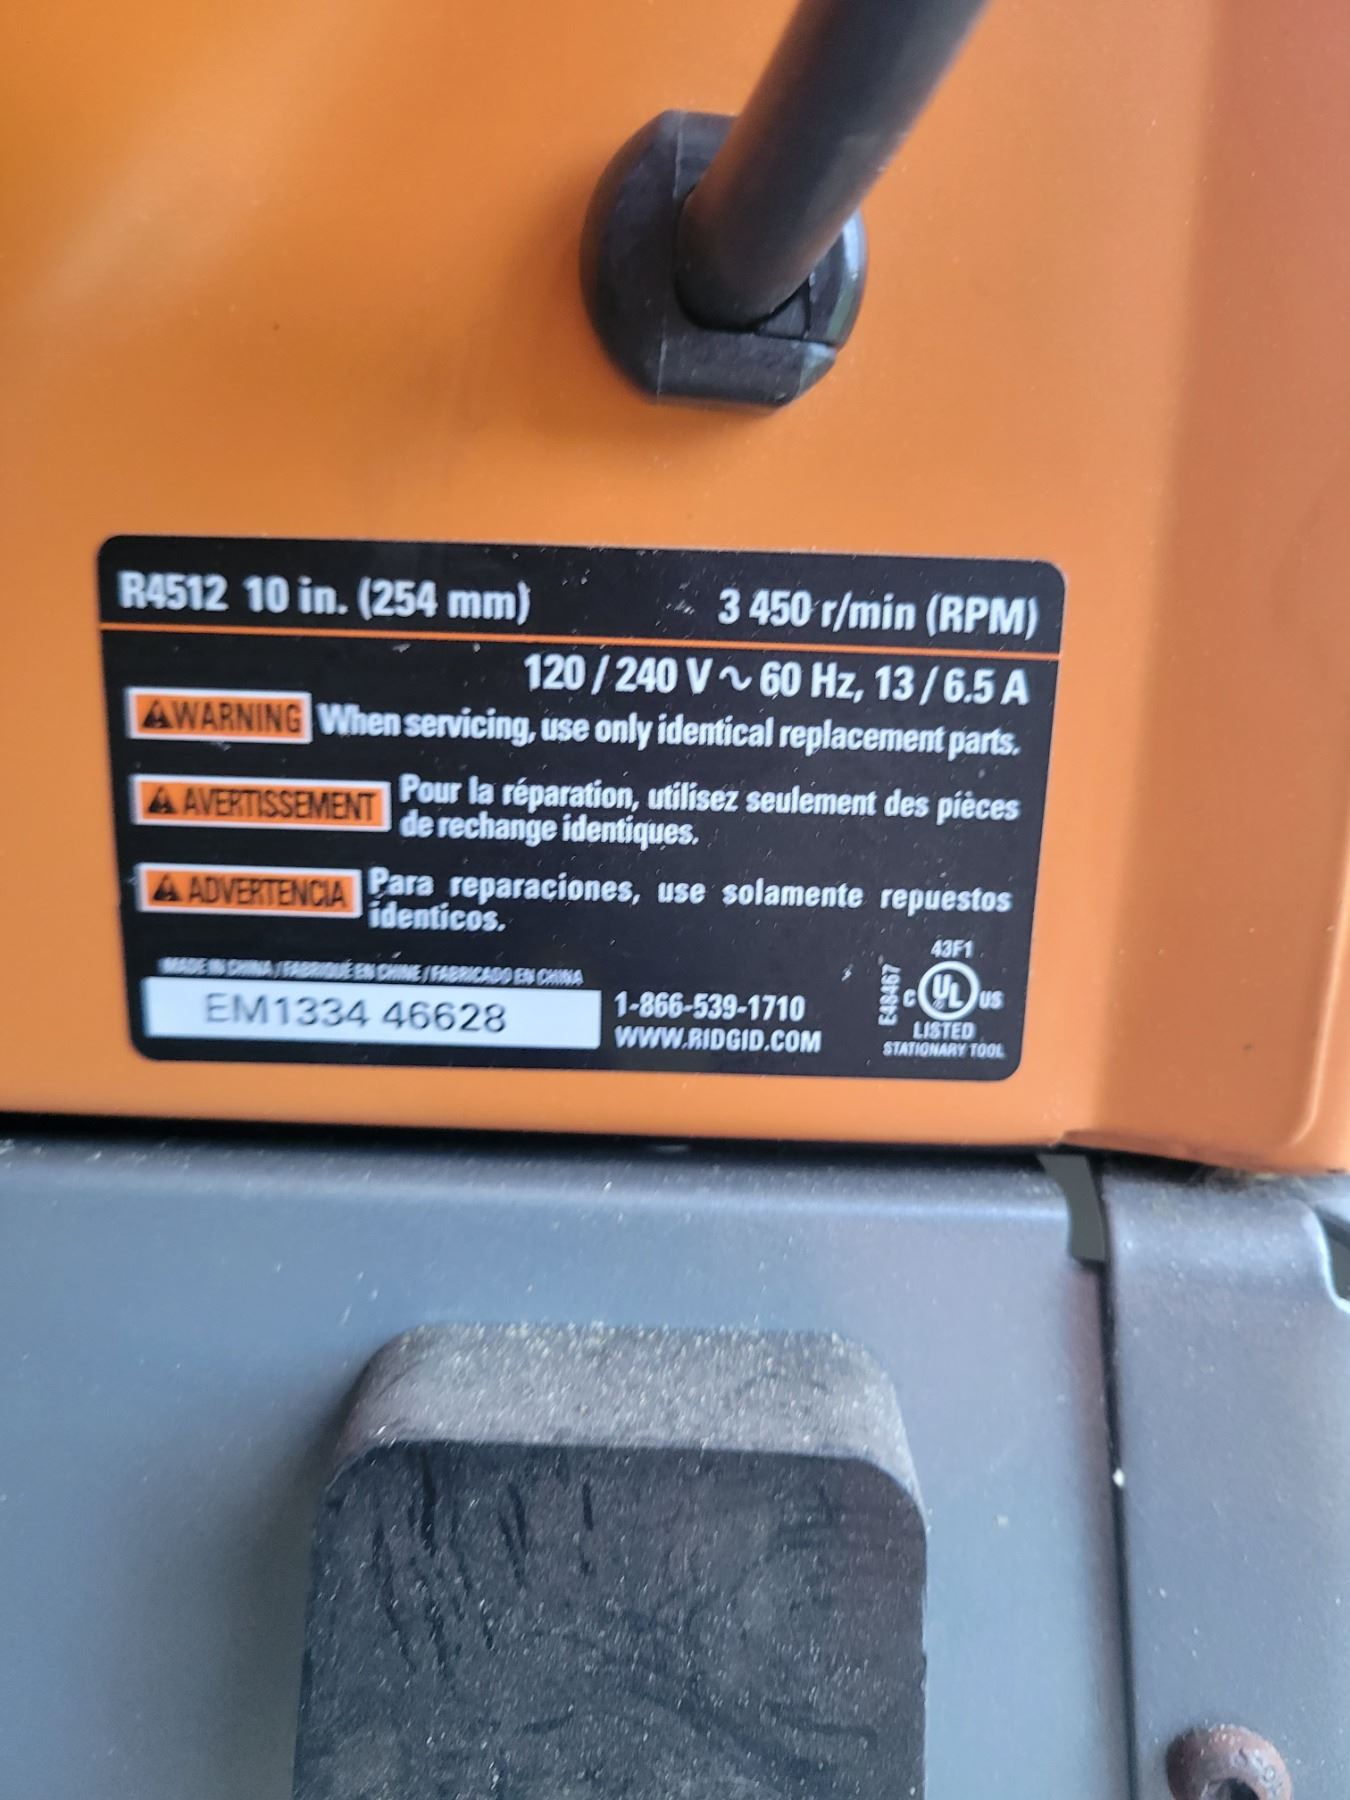 R4512 10 in. (254 mm) 3 450 r/min (RPM)
120 / 240 V ~ 60 Hz, 13 / 6.5 A
WARNING When servicing, use only identical replacement parts.
AVERTISSEMENT Pour la réparation, utilisez seulement des pièces
de rechange identiques.
ADVERTENCIA Para reparaciones, use solamente repuestos
identicos.
MADE IN CHINA / FABRIQUÉ EN CHINE / FABRICADO EN CHINA
EM1334 46628
1-866-539-1710
WWW.RIDGID.COM
43F1
E48467
C UL US
LISTED
STATIONARY TOOL